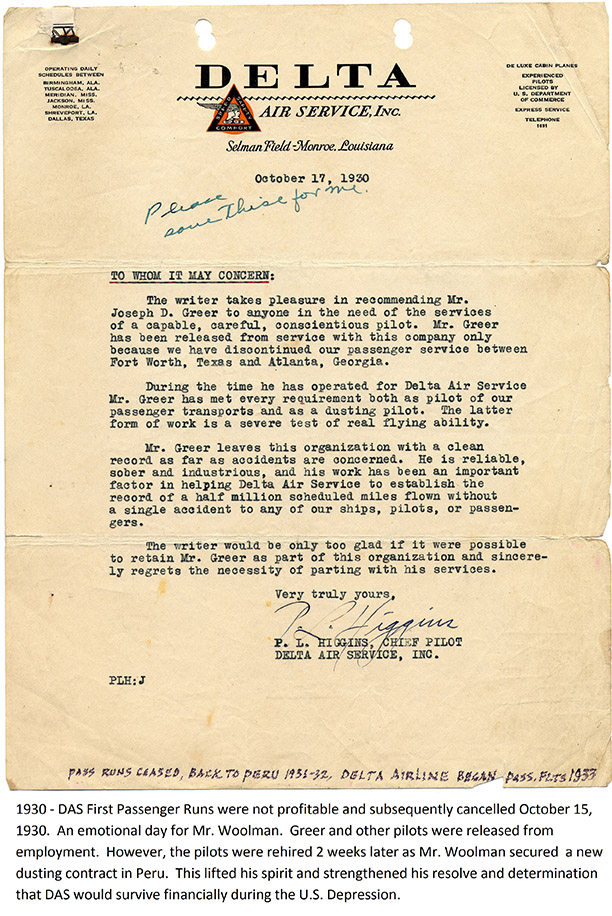 OPERATING DAILY
SCHEDULES BETWEEN
BIRMINGHAM, ALA.
TUSCALOOSA, ALA.
MERIDIAN, MISS.
JACKSON, MISS.
MONROE, LA.
SHREVEPORT, LA.
DALLAS, TEXAS
DELTA
AIR SERVICE, INC.
COMFORT
Selman Field - Monroe, Louisiana
DE LUXE CABIN PLANES
EXPERIENCED
PILOTS
LICENSED BY
U. S. DEPARTMENT
OF COMMERCE
EXPRESS SERVICE
TELEPHONE
October 17, 1930
Please
save These for me.
TO WHOM IT MAY CONCERN:
The writer takes pleasure in recommending Mr.
Joseph D. Greer to anyone in the need of the services
of a capable, careful, conscientious pilot. Mr. Greer
has been released from service with this company only
because we have discontinued our passenger service between
Fort Worth, Texas and Atlanta, Georgia.
During the time he has operated for Delta Air Service
Mr. Greer has met every requirement both as pilot of our
passenger transports and as a dusting pilot. The latter
form of work is a severe test of real flying ability.
Mr. Greer leaves this organization with a clean
record as far as accidents are concerned. He is reliable,
sober and industrious, and his work has been an important
factor in helping Delta Air Service to establish the
record of a half million scheduled miles flown without
a single accident to any of our ships, pilots, or passen-
gers.
The writer would be only too glad if it were possible
to retain Mr. Greer as part of this organization and sincere-
ly regrets the necessity of parting with his services.
Very truly yours,
P. L. Higgins
P. L. HIGGINS, CHIEF PILOT
DELTA AIR SERVICE, INC.
PLH:J
PASS RUNS CEASED, BACK TO PERU 1931-32, DELTA AIRLINE BEGAN PASS. FLTS 1933
1930 - DAS First Passenger Runs were not profitable and subsequently cancelled October 15,
1930. An emotional day for Mr. Woolman. Greer and other pilots were released from
employment. However, the pilots were rehired 2 weeks later as Mr. Woolman secured a new
dusting contract in Peru. This lifted his spirit and strengthened his resolve and determination
that DAS would survive financially during the U.S. Depression.